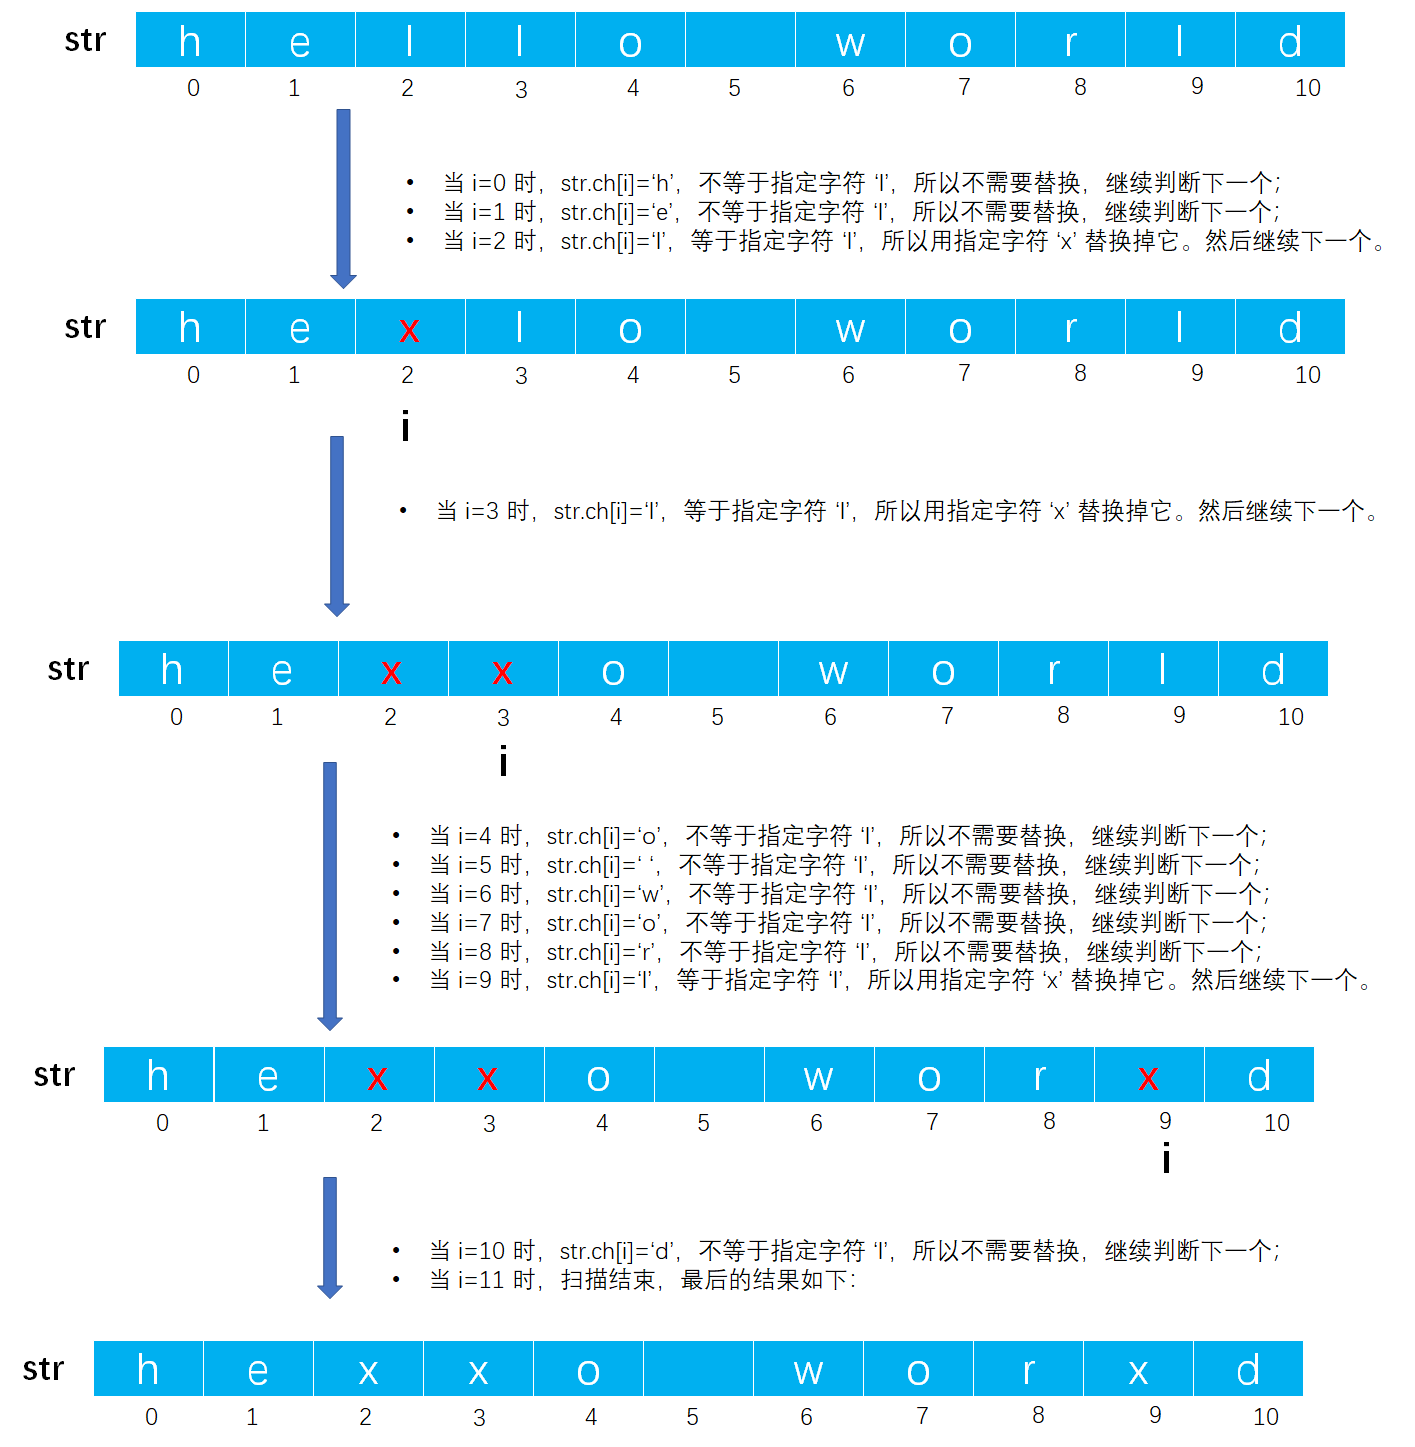 str h e l l o w o r l d
0 1 2 3 4 5 6 7 8 9 10
• 当 i=0 时，str.ch[i]=‘h’，不等于指定字符 ‘l’，所以不需要替换，继续判断下一个；
• 当 i=1 时，str.ch[i]=‘e’，不等于指定字符 ‘l’，所以不需要替换，继续判断下一个；
• 当 i=2 时，str.ch[i]=‘l’，等于指定字符 ‘l’，所以用指定字符 ‘x’ 替换掉它。然后继续下一个。
str h e x l o w o r l d
0 1 2 3 4 5 6 7 8 9 10
i
• 当 i=3 时，str.ch[i]=‘l’，等于指定字符 ‘l’，所以用指定字符 ‘x’ 替换掉它。然后继续下一个。
str h e x x o w o r l d
0 1 2 3 4 5 6 7 8 9 10
i
• 当 i=4 时，str.ch[i]=‘o’，不等于指定字符 ‘l’，所以不需要替换，继续判断下一个；
• 当 i=5 时，str.ch[i]=‘ ‘，不等于指定字符 ‘l’，所以不需要替换，继续判断下一个；
• 当 i=6 时，str.ch[i]=‘w’，不等于指定字符 ‘l’，所以不需要替换，继续判断下一个；
• 当 i=7 时，str.ch[i]=‘o’，不等于指定字符 ‘l’，所以不需要替换，继续判断下一个；
• 当 i=8 时，str.ch[i]=‘r’，不等于指定字符 ‘l’，所以不需要替换，继续判断下一个；
• 当 i=9 时，str.ch[i]=‘l’，等于指定字符 ‘l’，所以用指定字符 ‘x’ 替换掉它。然后继续下一个。
str h e x x o w o r x d
0 1 2 3 4 5 6 7 8 9 10
i
• 当 i=10 时，str.ch[i]=‘d’，不等于指定字符 ‘l’，所以不需要替换，继续判断下一个；
• 当 i=11 时，扫描结束，最后的结果如下：
str h e x x o w o r x d
0 1 2 3 4 5 6 7 8 9 10